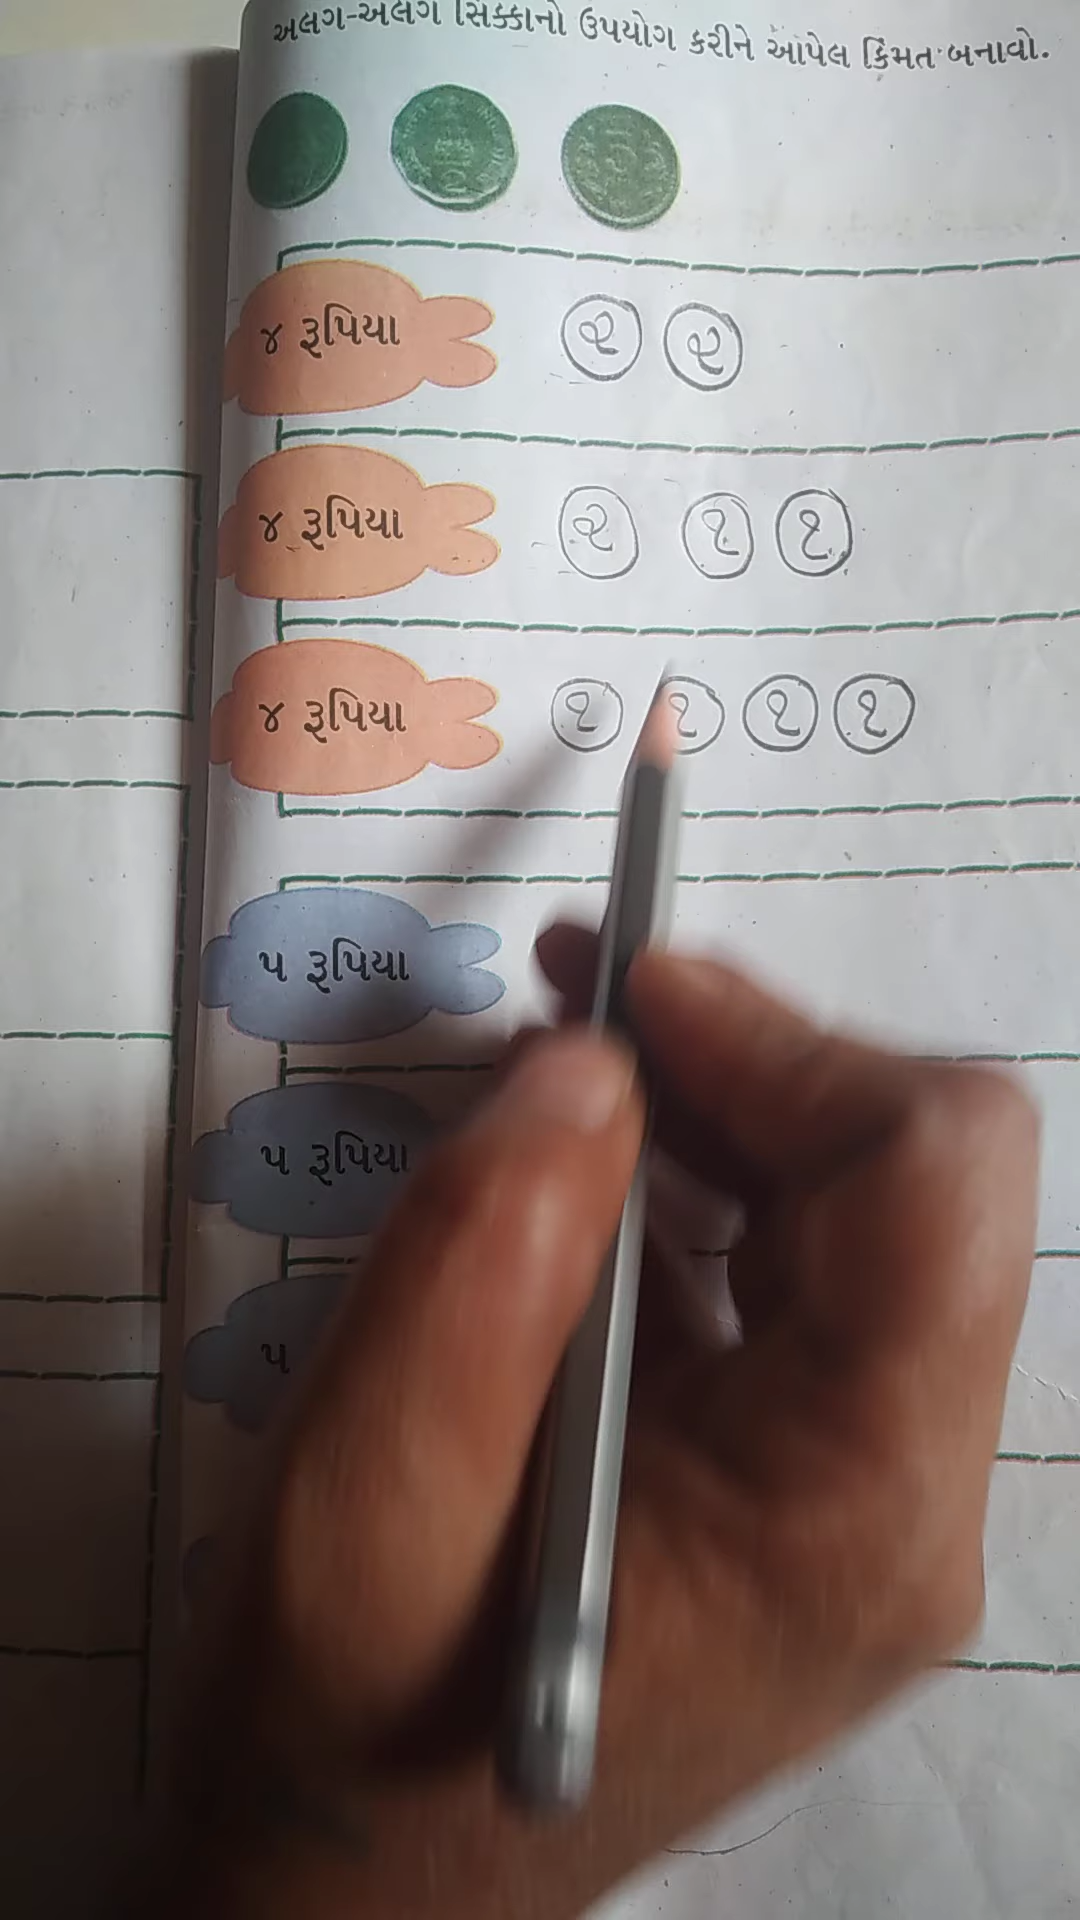 અલગ-અલગ સિક્કાનો ઉપયોગ કરીને આપેલ કિંમત બનાવો.
૪ રૂપિયા ૨ ૨
૪ રૂપિયા ૨ ૧ ૧
૪ રૂપિયા ૧ ૧ ૧ ૧
૫ રૂપિયા
૫ રૂપિયા
૫